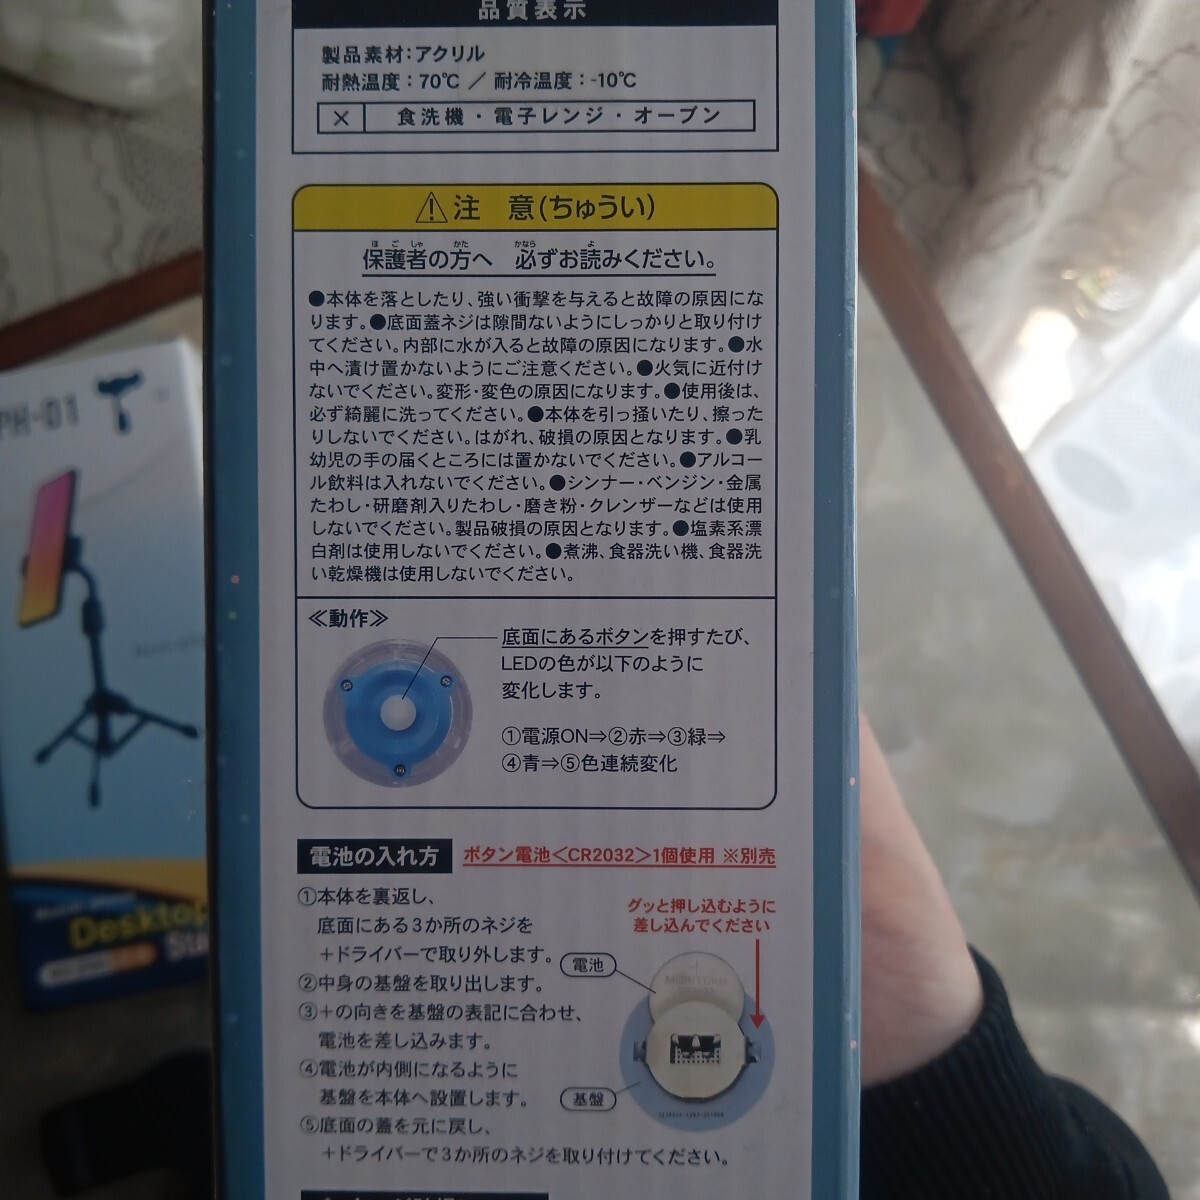 品質表示
製品素材：アクリル
耐熱温度：70℃ ／ 耐冷温度：-10℃
× 食洗機・電子レンジ・オーブン
⚠注 意(ちゅうい)
ほごしゃ かた かなら よ
保護者の方へ 必ずお読みください。
●本体を落としたり、強い衝撃を与えると故障の原因にな
ります。●底面蓋ネジは隙間ないようにしっかりと取り付け
てください。内部に水が入ると故障の原因になります。●水
中へ漬け置かないようにご注意ください。●火気に近付け
ないでください。変形・変色の原因になります。●使用後は、
必ず綺麗に洗ってください。●本体を引っ掻いたり、擦った
りしないでください。はがれ、破損の原因となります。●乳
幼児の手の届くところには置かないでください。●アルコー
ル飲料は入れないでください。●シンナー・ベンジン・金属
たわし・研磨剤入りたわし・磨き粉・クレンザーなどは使用
しないでください。製品破損の原因となります。●塩素系漂
白剤は使用しないでください。●煮沸、食器洗い機、食器洗
い乾燥機は使用しないでください。
≪動作≫
底面にあるボタンを押すたび、
LEDの色が以下のように
変化します。
①電源ON⇒②赤⇒③緑⇒
④青⇒⑤色連続変化
電池の入れ方 ボタン電池＜CR2032＞1個使用 ※別売
①本体を裏返し、
底面にある3か所のネジを
＋ドライバーで取り外します。
②中身の基盤を取り出します。
③＋の向きを基盤の表記に合わせ、
電池を差し込みます。
④電池が内側になるように
基盤を本体へ設置します。
⑤底面の蓋を元に戻し、
＋ドライバーで3か所のネジを取り付けてください。
グッと押し込むように
差し込んでください
電池
基盤
PH-01
Desktop